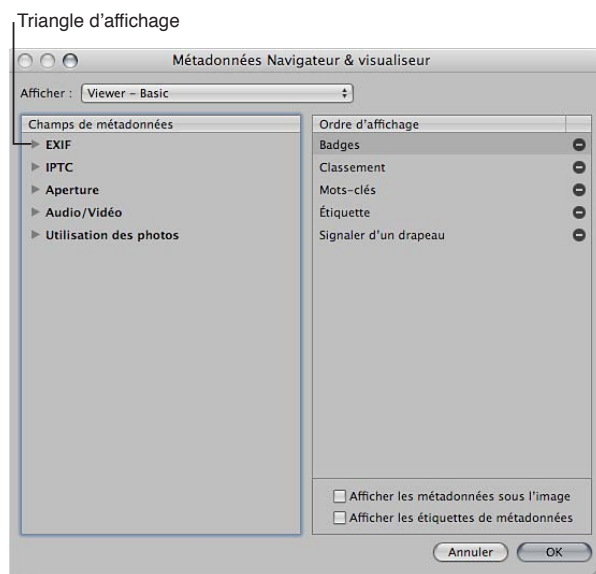 Triangle d'affichage
Métadonnées Navigateur & visualiseur
Afficher : Viewer – Basic
Champs de métadonnées
EXIF
IPTC
Aperture
Audio/Vidéo
Utilisation des photos
Ordre d'affichage
Badges
Classement
Mots-clés
Étiquette
Signaler d'un drapeau
Afficher les métadonnées sous l'image
Afficher les étiquettes de métadonnées
Annuler OK